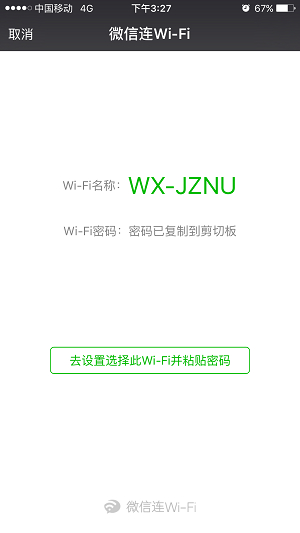 中国移动 4G 下午3:27 67%
取消 微信连Wi-Fi
Wi-Fi名称: WX-JZNU
Wi-Fi密码: 密码已复制到剪切板
去设置选择此Wi-Fi并粘贴密码
微信连Wi-Fi